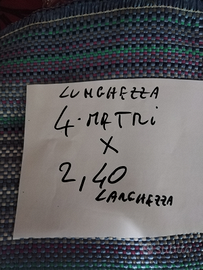 LUNGHEZZA
4. METRI
X
2,40
LARGHEZZA